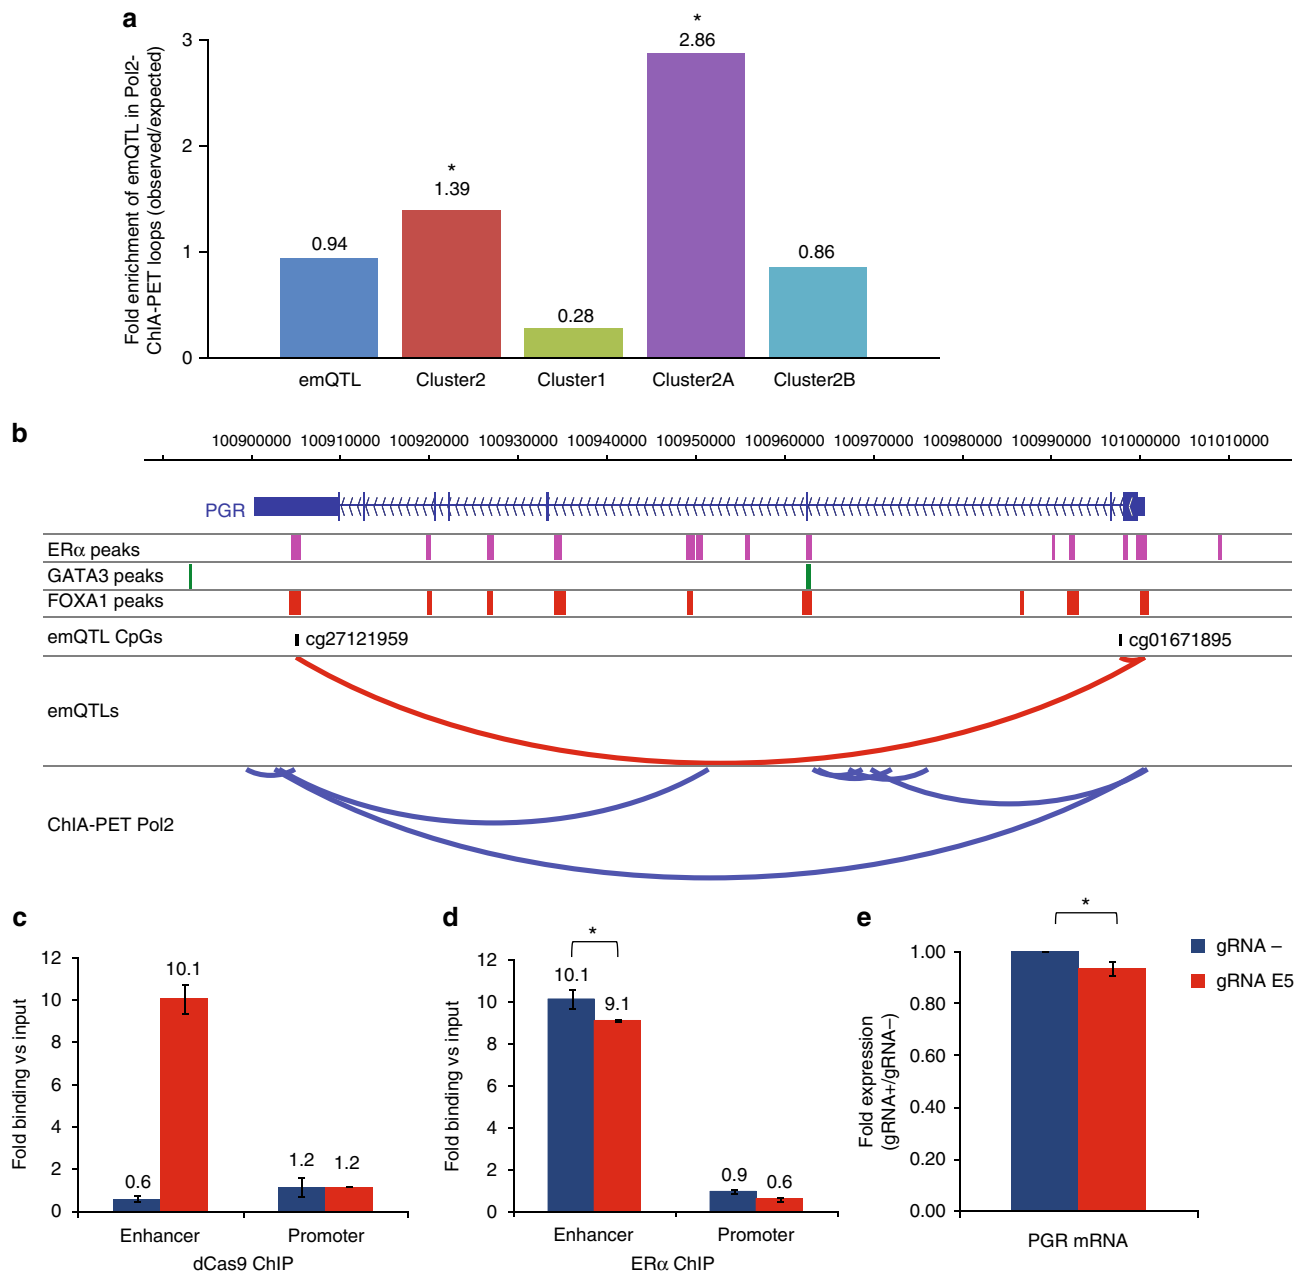 a
Fold enrichment of emQTL in Pol2-
ChIA-PET loops (observed/expected)
3
2
1
0
0.94
*
1.39
0.28
*
2.86
0.86
emQTL
Cluster2
Cluster1
Cluster2A
Cluster2B
b
100900000 100910000 100920000 100930000 100940000 100950000 100960000 100970000 100980000 100990000 101000000 101010000
PGR
ERα peaks
GATA3 peaks
FOXA1 peaks
emQTL CpGs
cg27121959
cg01671895
emQTLs
ChIA-PET Pol2
c
Fold binding vs input
12
10
8
6
4
2
0
0.6
10.1
1.2
1.2
Enhancer
Promoter
dCas9 ChIP
d
Fold binding vs input
12
10
8
6
4
2
0
*
10.1
9.1
0.9
0.6
Enhancer
Promoter
ERα ChIP
e
Fold expression
(gRNA+/gRNA–)
1.00
0.80
0.60
0.40
0.20
0.00
*
PGR mRNA
gRNA –
gRNA E5